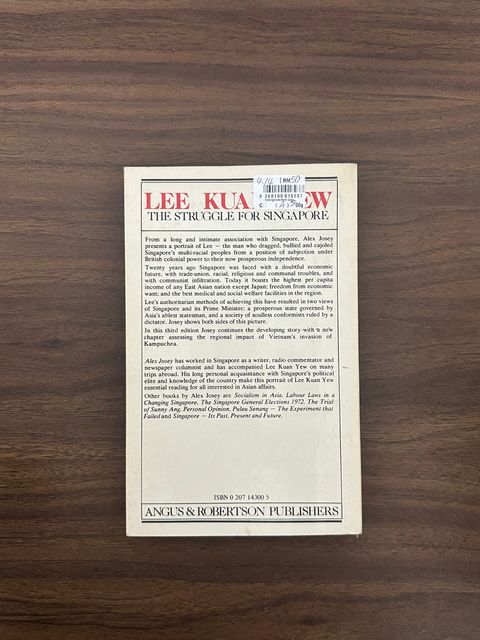 LEE KUA EW
THE STRUGGLE FOR SINGAPORE
From a long and intimate association with Singapore, Alex Josey
presents a portrait of Lee — the man who dragged, bullied and cajoled
Singapore's multi-racial peoples from a position of subjection under
British colonial power to their now prosperous independence.
Twenty years ago Singapore was faced with a doubtful economic
future, with trade-union, racial, religious and communal troubles, and
with communist infiltration. Today it boasts the highest per capita
income of any East Asian nation except Japan; freedom from economic
want; and the best medical and social welfare facilities in the region.
Lee's authoritarian methods of achieving this have resulted in two views
of Singapore and its Prime Minister: a prosperous state governed by
Asia's ablest statesman, and a society of soulless conformists ruled by a
dictator. Josey shows both sides of this picture.
In this third edition Josey continues the developing story with a new
chapter assessing the regional impact of Vietnam's invasion of
Kampuchea.
Alex Josey has worked in Singapore as a writer, radio commentator and
newspaper columnist and has accompanied Lee Kuan Yew on many
trips abroad. His long personal acquaintance with Singapore's political
elite and knowledge of the country make this portrait of Lee Kuan Yew
essential reading for all interested in Asian affairs.
Other books by Alex Josey are Socialism in Asia, Labour Laws in a
Changing Singapore, The Singapore General Elections 1972, The Trial
of Sunny Ang, Personal Opinion, Pulau Senang — The Experiment that
Failed and Singapore — Its Past, Present and Future.
ISBN 0 207 14300 5
ANGUS & ROBERTSON PUBLISHERS